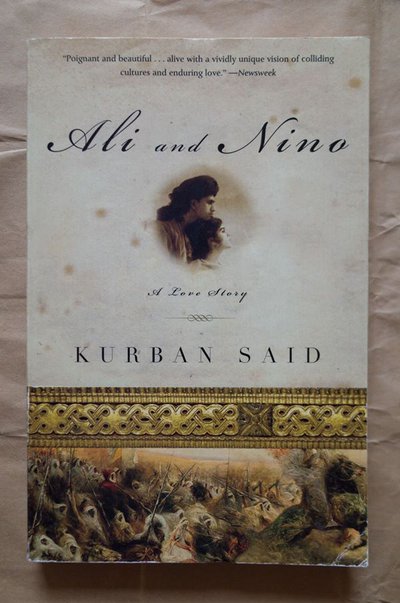 “Poignant and beautiful . . . alive with a vividly unique vision of colliding
cultures and enduring love.” —Newsweek
Ali and Nino
A Love Story
KURBAN SAID